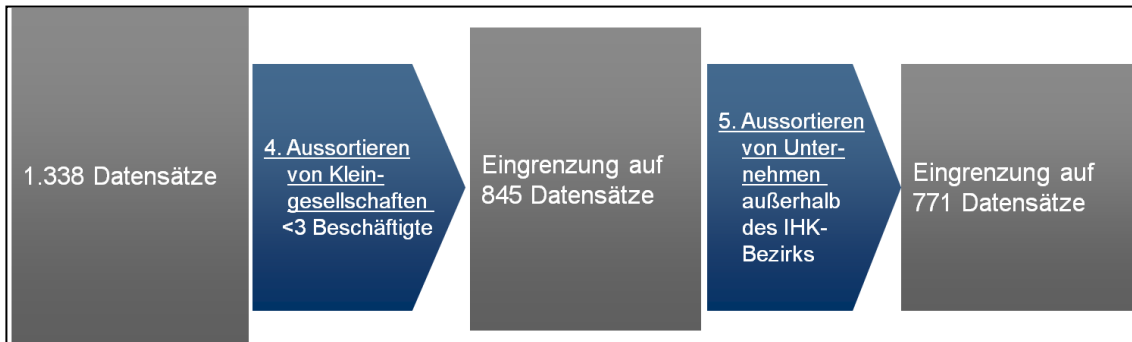 1.338 Datensätze
4. Aussortieren
von Klein-
gesellschaften
<3 Beschäftigte
Eingrenzung auf
845 Datensätze
5. Aussortieren
von Unter-
nehmen
außerhalb
des IHK-
Bezirks
Eingrenzung auf
771 Datensätze